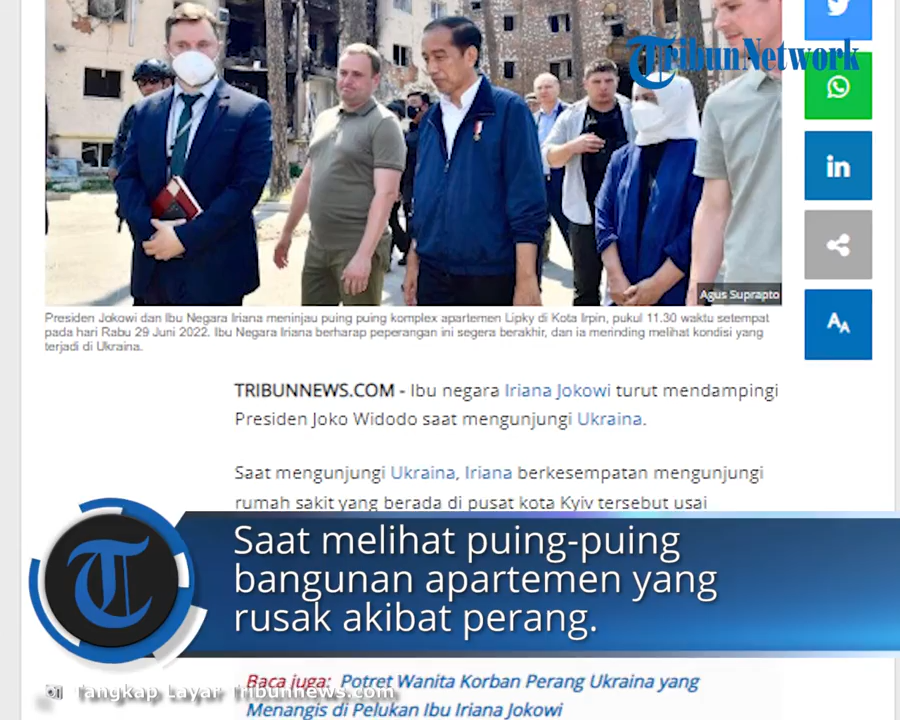 TribunNetwork
in
Agus Suprapto
Presiden Jokowi dan Ibu Negara Iriana meninjau puing puing komplex apartemen Lipky di Kota Irpin, pukul 11.30 waktu setempat
pada hari Rabu 29 Juni 2022. Ibu Negara Iriana berharap peperangan ini segera berakhir, dan ia merinding melihat kondisi yang
terjadi di Ukraina.
AA
TRIBUNNEWS.COM - Ibu negara Iriana Jokowi turut mendampingi
Presiden Joko Widodo saat mengunjungi Ukraina.
Saat mengunjungi Ukraina, Iriana berkesempatan mengunjungi
rumah sakit yang berada di pusat kota Kyiv tersebut usai
T
Saat melihat puing-puing
bangunan apartemen yang
rusak akibat perang.
Tangkap Layar Tribunnews.com
Baca juga: Potret Wanita Korban Perang Ukraina yang
Menangis di Pelukan Ibu Iriana Jokowi